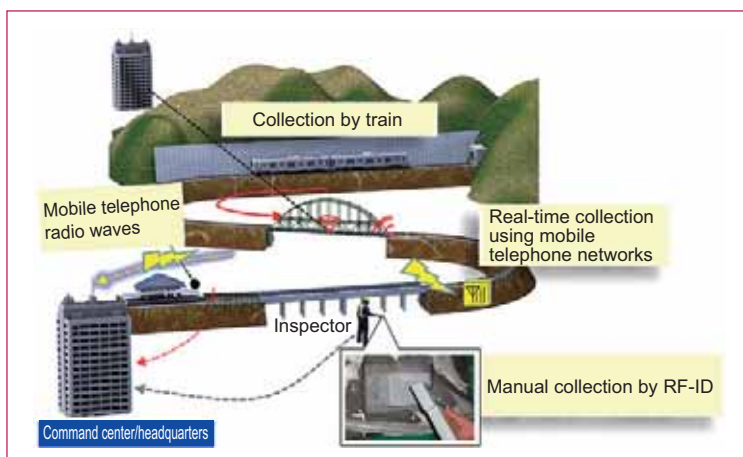 Collection by train
Mobile telephone
radio waves
Real-time collection
using mobile
telephone networks
Inspector
Manual collection by RF-ID
Command center/headquarters